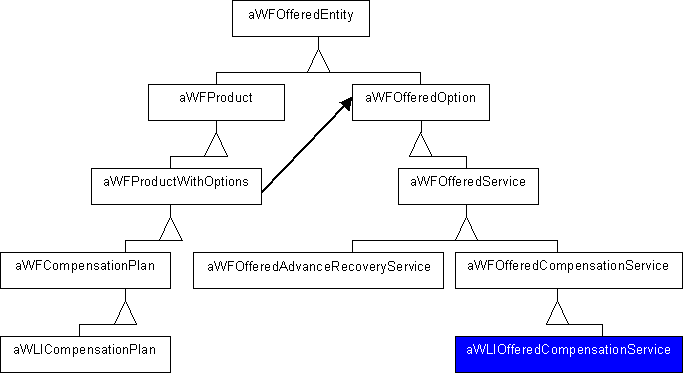 aWFOfferedEntity
aWFProduct
aWFOfferedOption
aWFProductWithOptions
aWFOfferedService
aWFCompensationPlan
aWFOfferedAdvanceRecoveryService
aWFOfferedCompensationService
aWLICompensationPlan
aWLIOfferedCompensationService